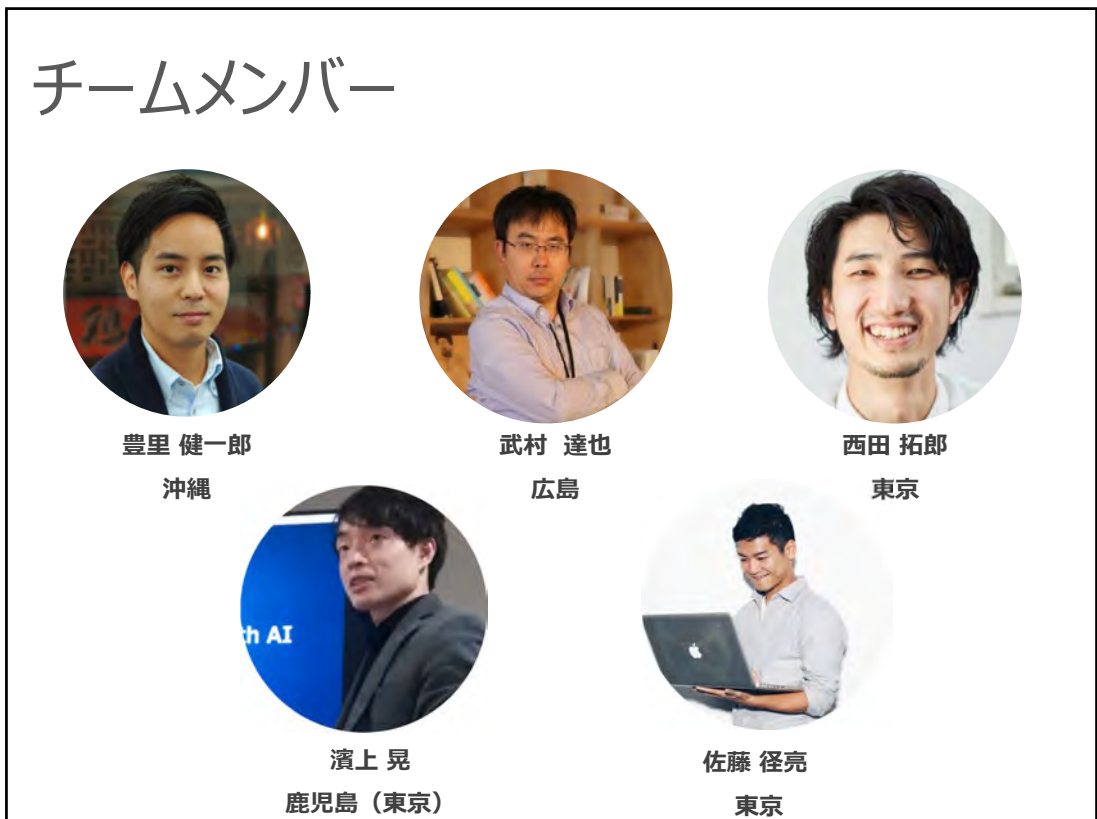 チームメンバー
豊里 健一郎
沖縄
武村 達也
広島
西田 拓郎
東京
th AI
濱上 晃
鹿児島（東京）
佐藤 径亮
東京